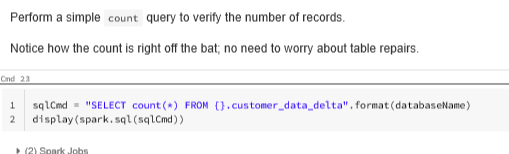 Perform a simple count query to verify the number of records.
Notice how the count is right off the bat; no need to worry about table repairs.
Cmd 23
1 sqlCmd = "SELECT count(*) FROM {}.customer_data_delta".format(databaseName)
2 display(spark.sql(sqlCmd))
(2) Spark Jobs